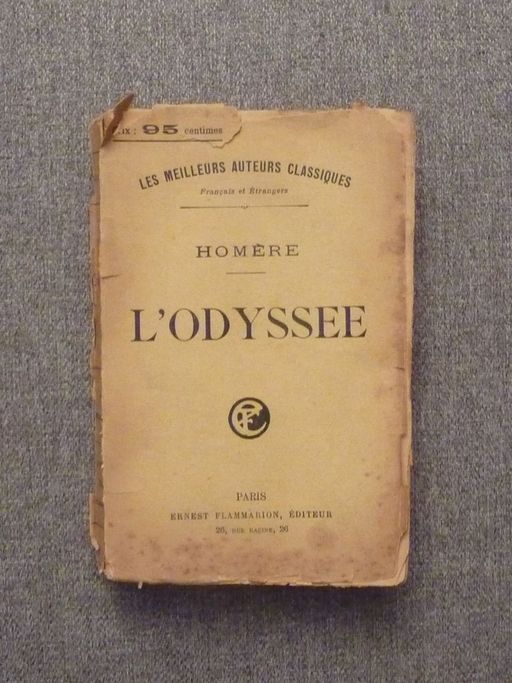 ix : 95 centimes
LES MEILLEURS AUTEURS CLASSIQUES
Français et Étrangers
HOMÈRE
L'ODYSSEE
PARIS
ERNEST FLAMMARION, ÉDITEUR
26, RUE RACINE, 26